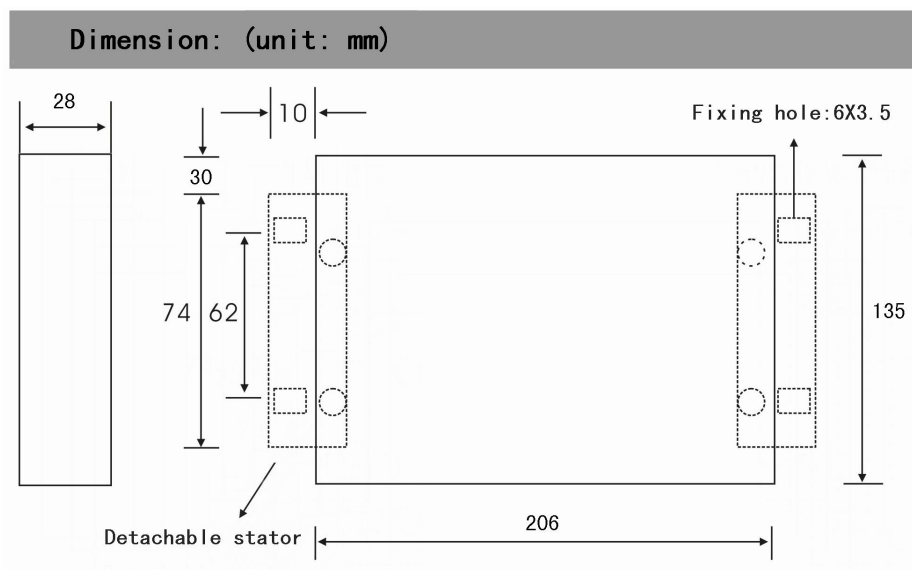 Dimension: (unit: mm)
28
10
Fixing hole:6X3.5
30
74
62
135
206
Detachable stator